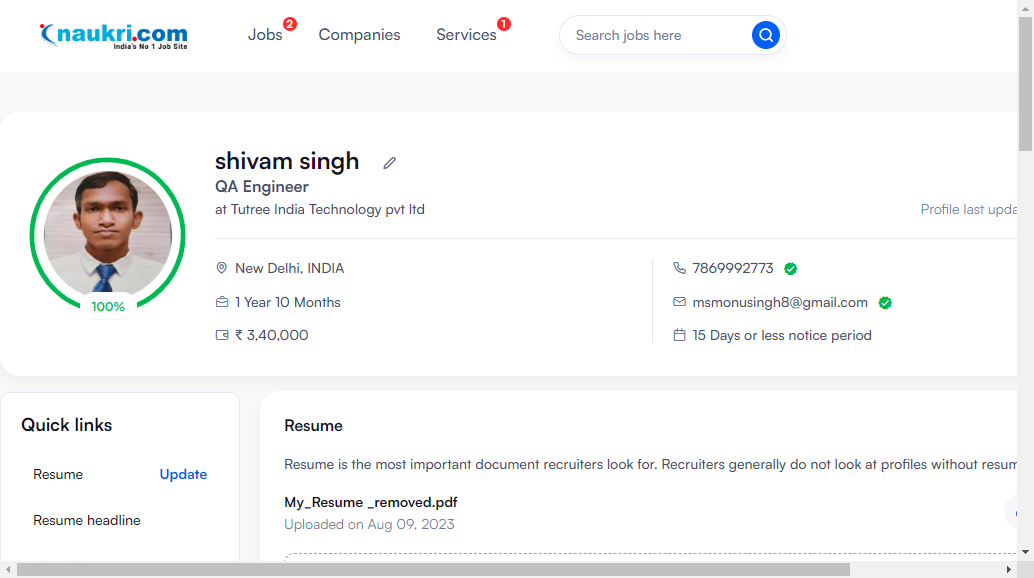 naukri.com
India's No 1 Job Site
Jobs 2
Companies
Services 1
Search jobs here
shivam singh
QA Engineer
at Tutree India Technology pvt ltd
Profile last upda
New Delhi, INDIA
7869992773
1 Year 10 Months
msmonusingh8@gmail.com
₹ 3,40,000
15 Days or less notice period
100%
Quick links
Resume Update
Resume headline
Resume
Resume is the most important document recruiters look for. Recruiters generally do not look at profiles without resum
My_Resume _removed.pdf
Uploaded on Aug 09, 2023